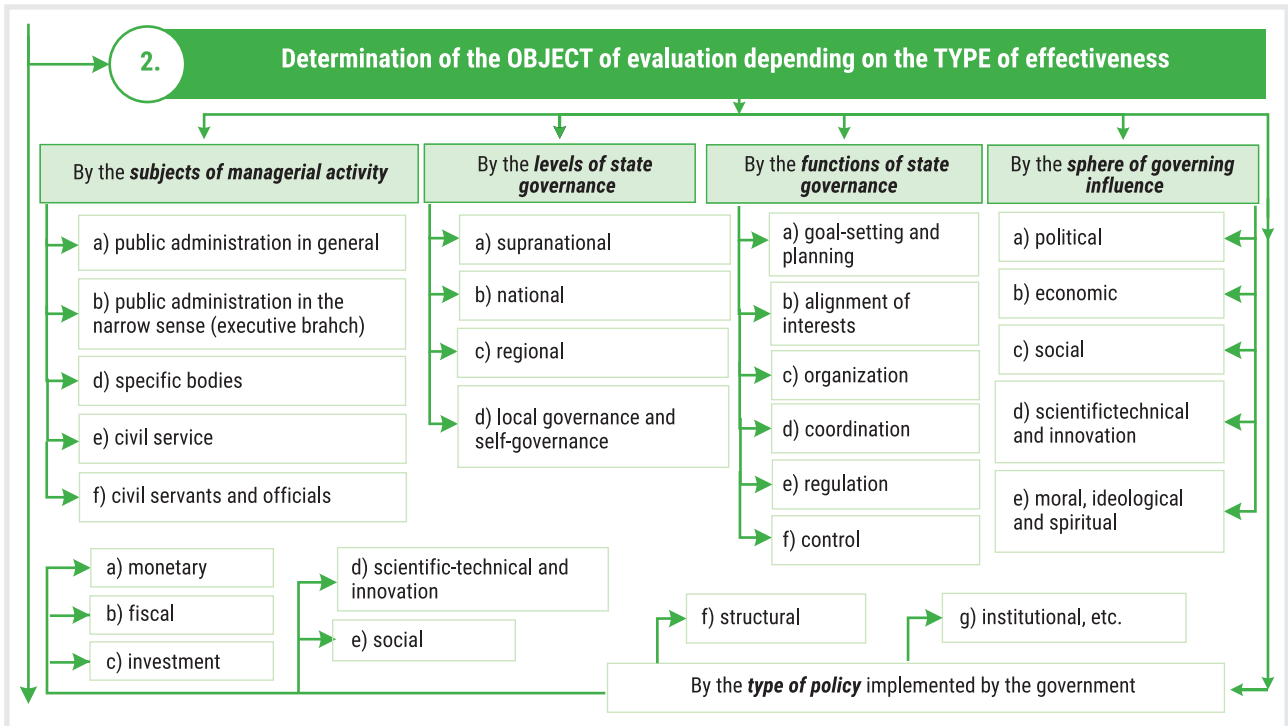 2.
Determination of the OBJECT of evaluation depending on the TYPE of effectiveness
By the subjects of managerial activity
a) public administration in general
b) public administration in the
narrow sense (executive brahch)
d) specific bodies
e) civil service
f) civil servants and officials
By the levels of state
governance
a) supranational
b) national
c) regional
d) local governance and
self-governance
By the functions of state
governance
a) goal-setting and
planning
b) alignment of
interests
c) organization
d) coordination
e) regulation
f) control
By the sphere of governing
influence
a) political
b) economic
c) social
d) scientifictechnical
and innovation
e) moral, ideological
and spiritual
By the type of policy implemented by the government
a) monetary
b) fiscal
c) investment
d) scientific-technical and
innovation
e) social
f) structural
g) institutional, etc.